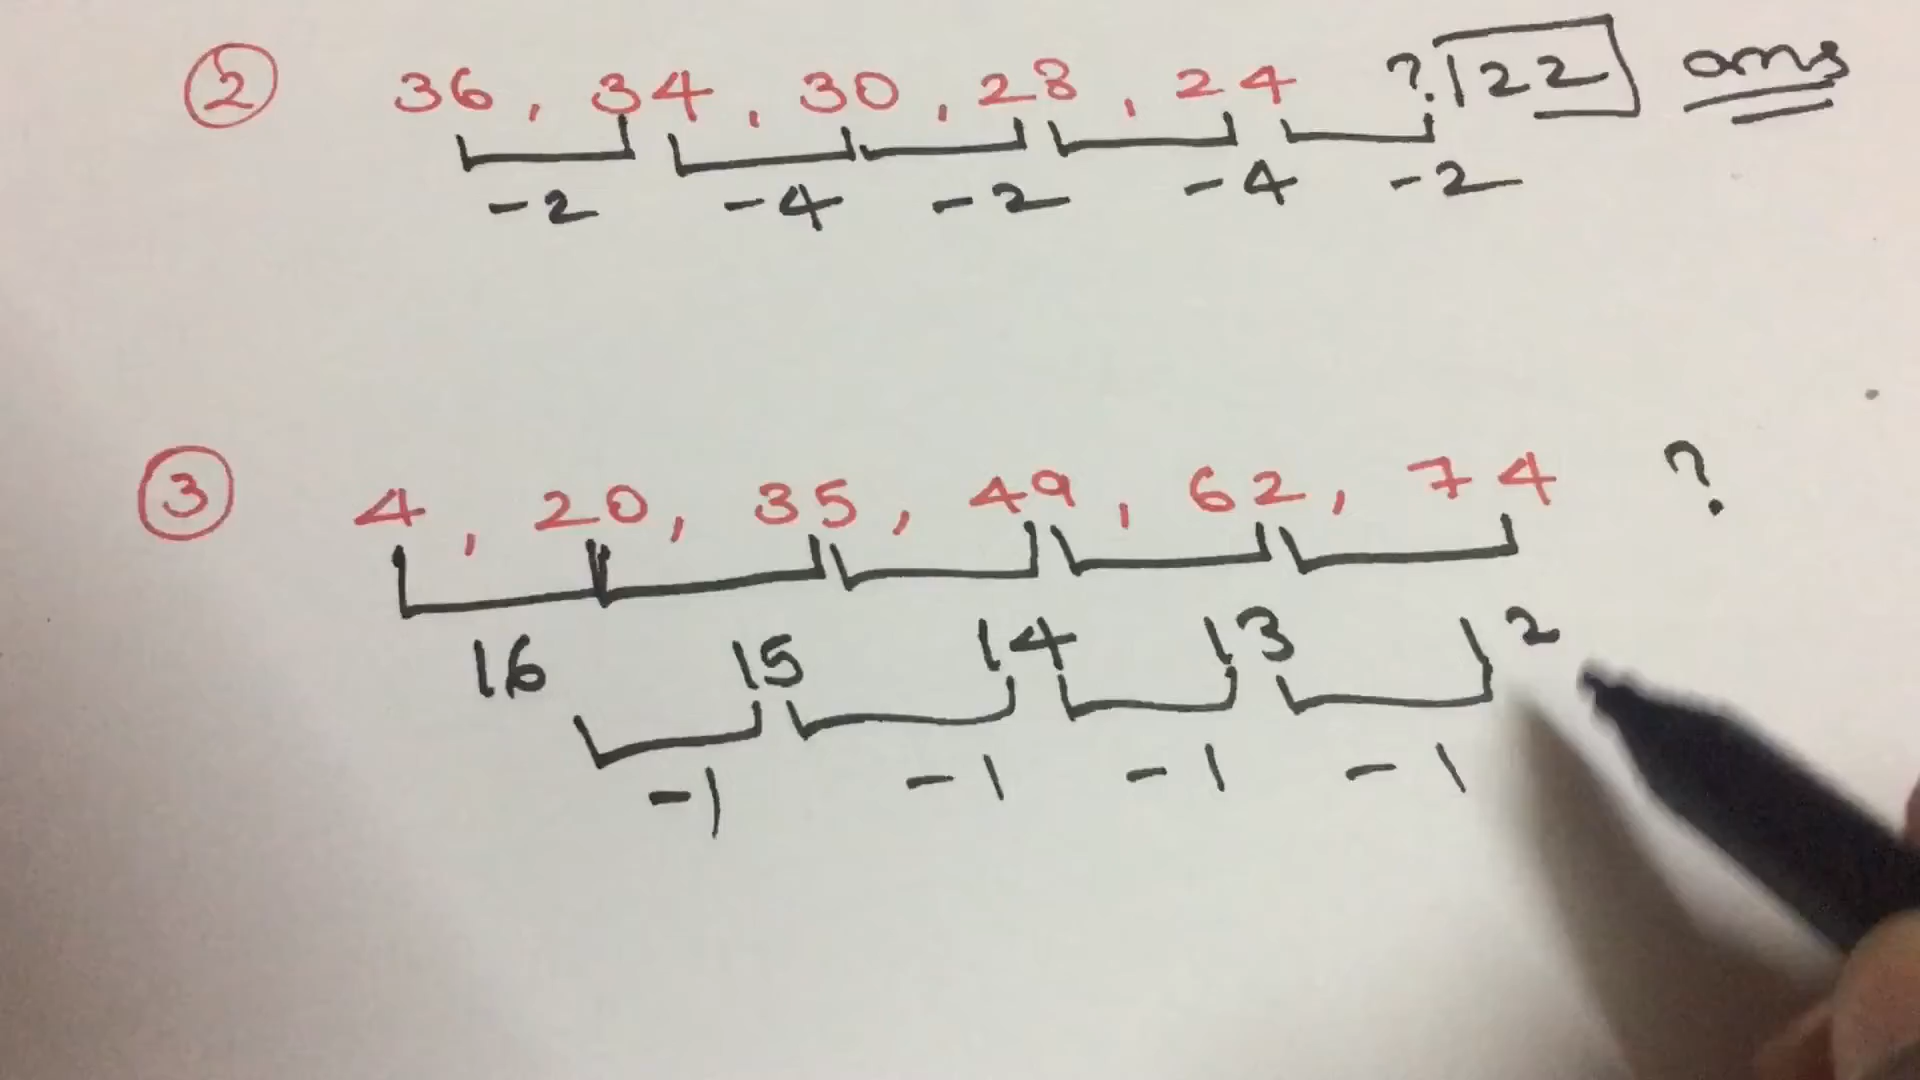 2 36, 34, 30, 28, 24 ? 22 ans
-2 -4 -2 -4 -2
3 4, 20, 35, 49, 62, 74 ?
16 15 14 13 12
-1 -1 -1 -1